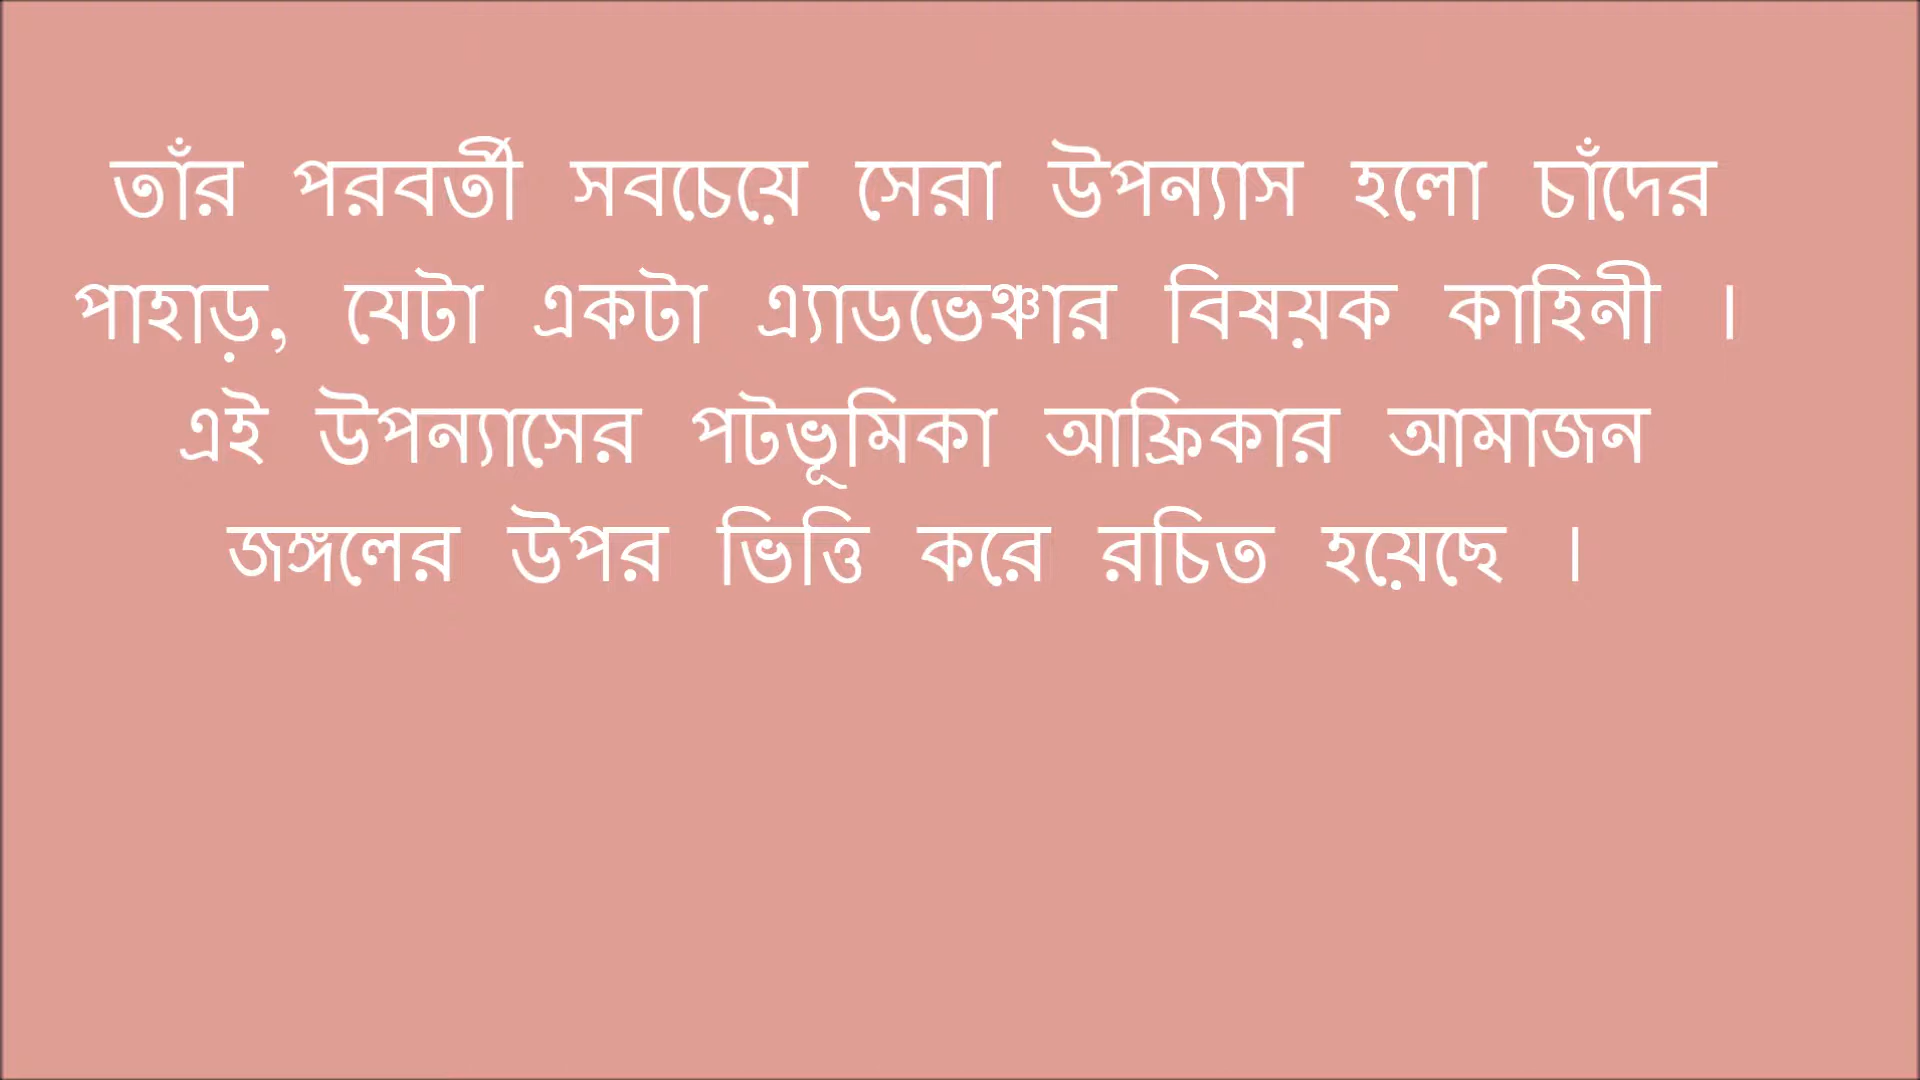 তাঁর পরবর্তী সবচেয়ে সেরা উপন্যাস হলো চাঁদের
পাহাড়, যেটা একটা এ্যাডভেঞ্চার বিষয়ক কাহিনী ।
এই উপন্যাসের পটভূমিকা আফ্রিকার আমাজন
জঙ্গলের উপর ভিত্তি করে রচিত হয়েছে ।